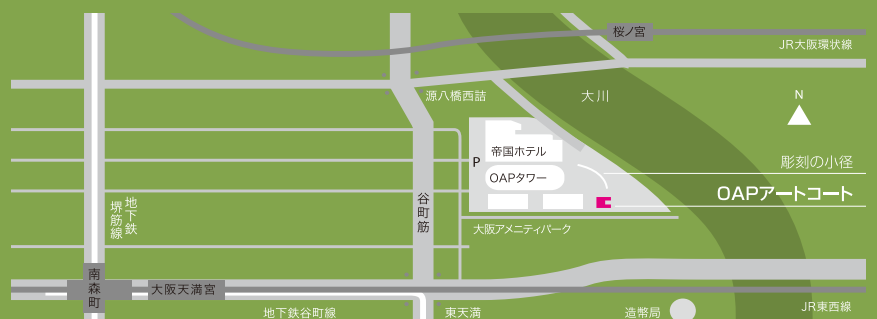 桜ノ宮
JR大阪環状線
源八橋西詰
大川
N
帝国ホテル
P
彫刻の小径
OAPタワー
OAPアートコート
地下鉄
堺筋線
谷町筋
大阪アメニティパーク
南森町
大阪天満宮
地下鉄谷町線
東天満
造幣局
JR東西線